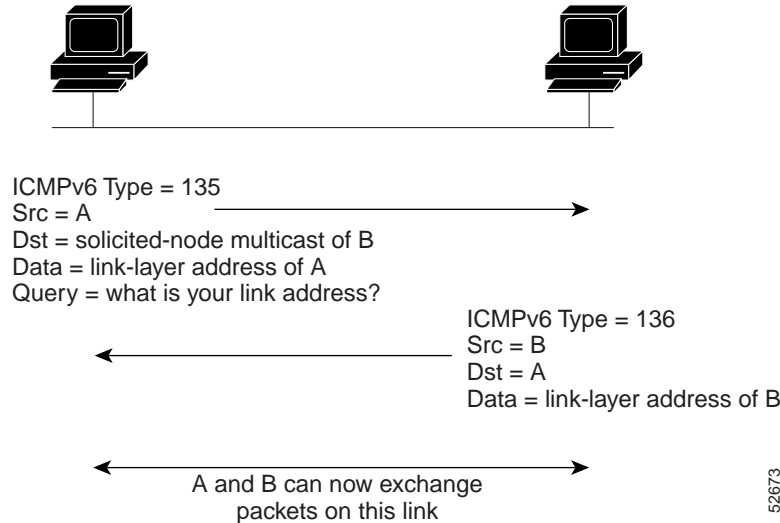 ICMPv6 Type = 135
Src = A
Dst = solicited-node multicast of B
Data = link-layer address of A
Query = what is your link address?
ICMPv6 Type = 136
Src = B
Dst = A
Data = link-layer address of B
A and B can now exchange
packets on this link
52673